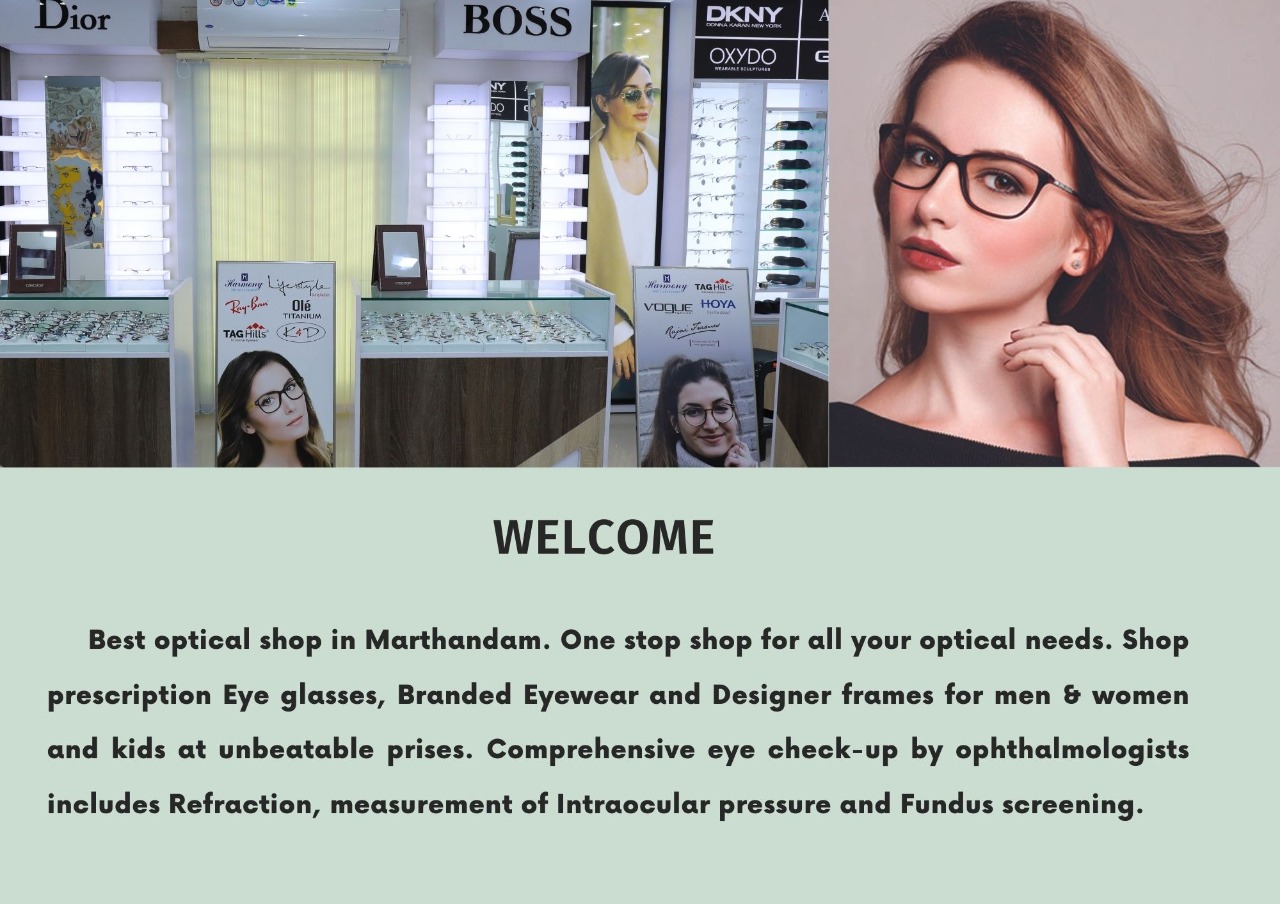 Dior
BOSS
DKNY
DONNA KARAN NEW YORK
OXYDO
WEARABLE SCULPTURES
Harmony
Lifestyle
Ray-Ban
Olé
TITANIUM
TAG Hills
K&D
Harmony
TAG Hills
VOGUE
HOYA
WELCOME
Best optical shop in Marthandam. One stop shop for all your optical needs. Shop
prescription Eye glasses, Branded Eyewear and Designer frames for men & women
and kids at unbeatable prises. Comprehensive eye check-up by ophthalmologists
includes Refraction, measurement of Intraocular pressure and Fundus screening.